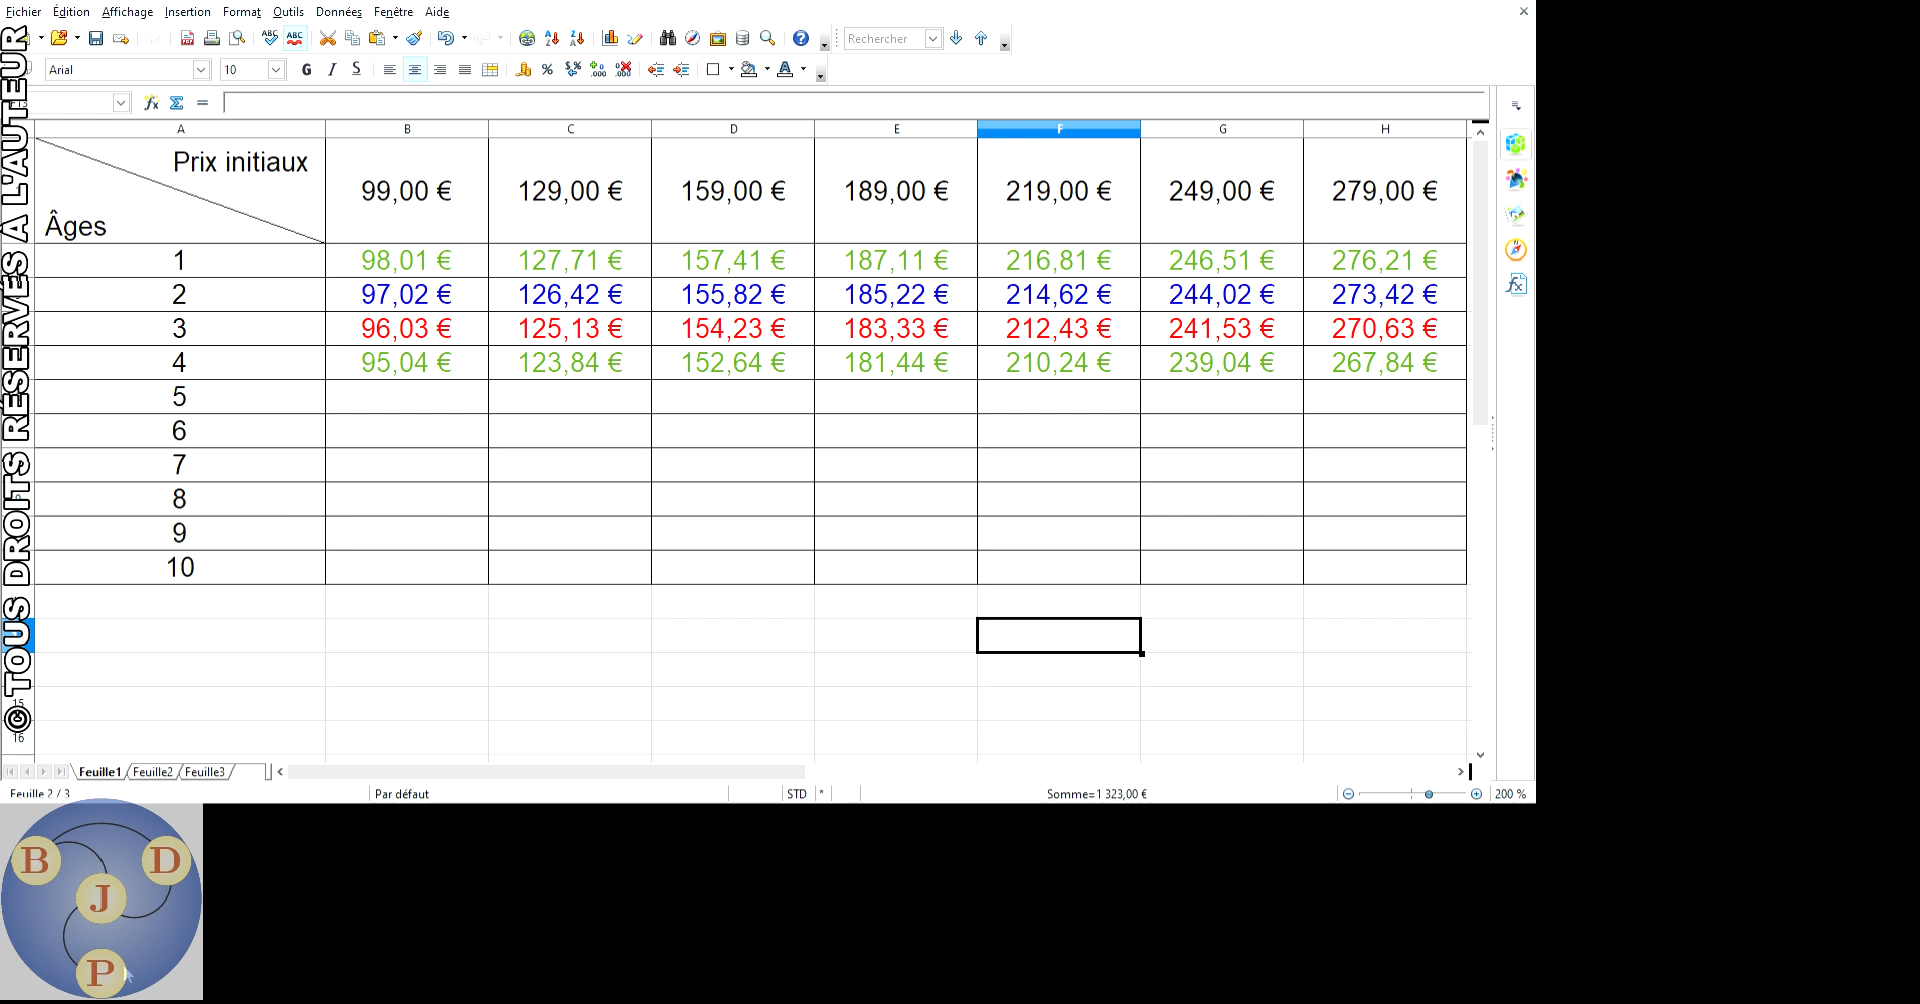 Fichier Édition Affichage Insertion Format Outils Données Fenêtre Aide
Rechercher
Arial 10 G I S
A B C D E F G H
Prix initiaux
Âges
99,00 € 129,00 € 159,00 € 189,00 € 219,00 € 249,00 € 279,00 €
1 98,01 € 127,71 € 157,41 € 187,11 € 216,81 € 246,51 € 276,21 €
2 97,02 € 126,42 € 155,82 € 185,22 € 214,62 € 244,02 € 273,42 €
3 96,03 € 125,13 € 154,23 € 183,33 € 212,43 € 241,53 € 270,63 €
4 95,04 € 123,84 € 152,64 € 181,44 € 210,24 € 239,04 € 267,84 €
5
6
7
8
9
10
15
16
Feuille1 Feuille2 Feuille3
Feuille 2 / 3 Par défaut STD * Somme=1 323,00 € 200 %
© TOUS DROITS RÉSERVÉS A L'AUTEUR
B D
J
P